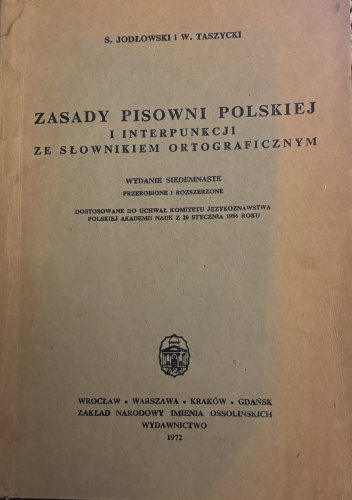 S. JODŁOWSKI i W. TASZYCKI
ZASADY PISOWNI POLSKIEJ
I INTERPUNKCJI
ZE SŁOWNIKIEM ORTOGRAFICZNYM
WYDANIE SIEDEMNASTE
PRZEROBIONE I ROZSZERZONE
DOSTOSOWANE DO UCHWAŁ KOMITETU JĘZYKOZNAWSTWA
POLSKIEJ AKADEMII NAUK Z 20 STYCZNIA 1956 ROKU
WROCŁAW • WARSZAWA • KRAKÓW • GDAŃSK
ZAKŁAD NARODOWY IMIENIA OSSOLIŃSKICH
WYDAWNICTWO
1972